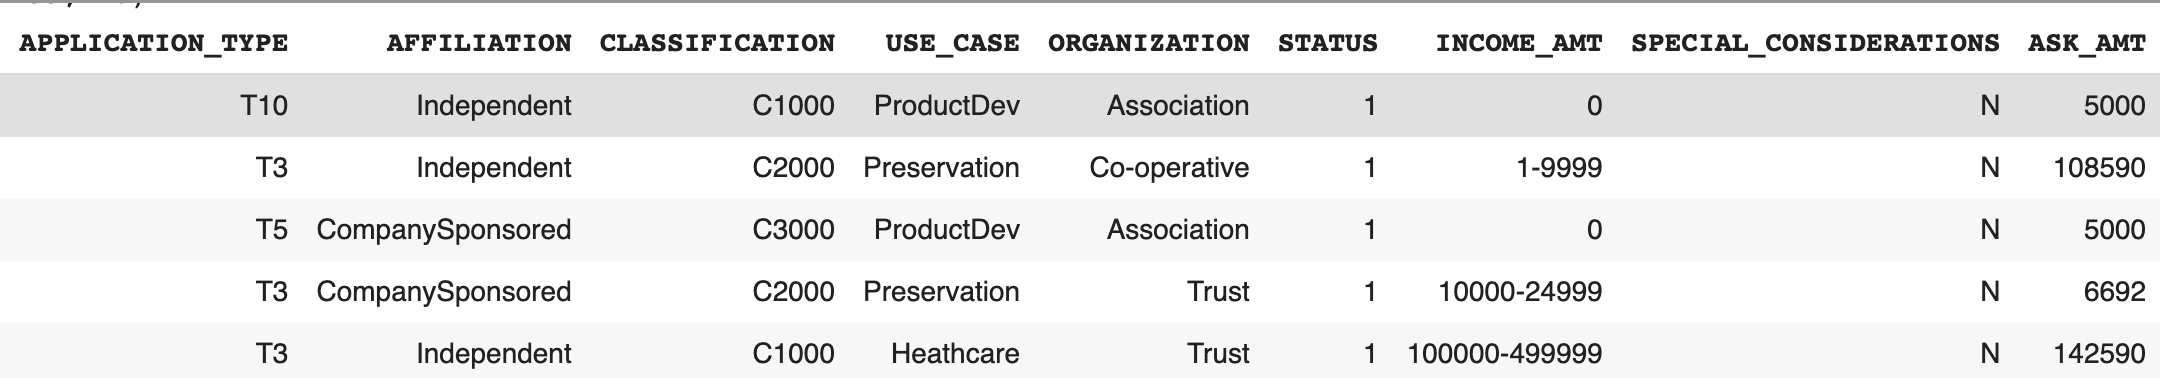 APPLICATION_TYPE AFFILIATION CLASSIFICATION USE_CASE ORGANIZATION STATUS INCOME_AMT SPECIAL_CONSIDERATIONS ASK_AMT
T10 Independent C1000 ProductDev Association 1 0 N 5000
T3 Independent C2000 Preservation Co-operative 1 1-9999 N 108590
T5 CompanySponsored C3000 ProductDev Association 1 0 N 5000
T3 CompanySponsored C2000 Preservation Trust 1 10000-24999 N 6692
T3 Independent C1000 Heathcare Trust 1 100000-499999 N 142590